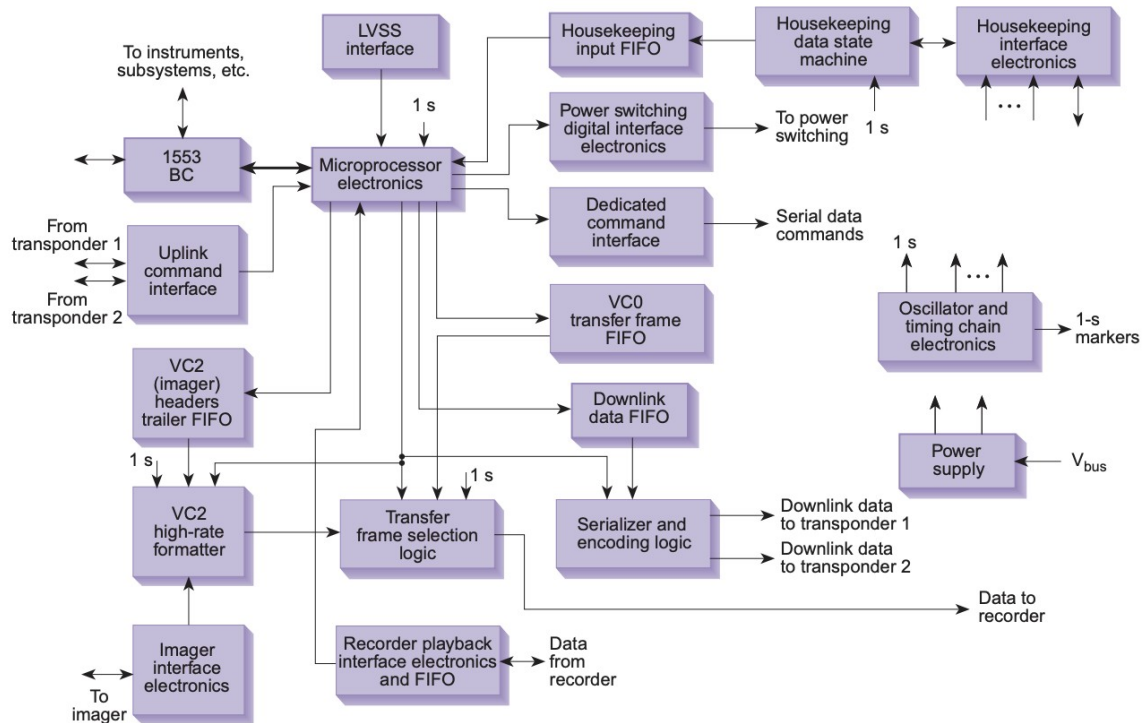 LVSS
interface
Housekeeping
input FIFO
Housekeeping
data state
machine
Housekeeping
interface
electronics
To instruments,
subsystems, etc.
1 s
Power switching
digital interface
electronics
To power
switching
1 s
...
1553
BC
Microprocessor
electronics
Dedicated
command
interface
Serial data
commands
From
transponder 1
Uplink
command
interface
From
transponder 2
1 s
...
Oscillator and
timing chain
electronics
1-s
markers
VC0
transfer frame
FIFO
VC2
(imager)
headers
trailer FIFO
Downlink
data FIFO
Power
supply
Vbus
1 s
VC2
high-rate
formatter
1 s
Transfer
frame selection
logic
Serializer and
encoding logic
Downlink data
to transponder 1
Downlink data
to transponder 2
Data to
recorder
Imager
interface
electronics
To
imager
Recorder playback
interface electronics
and FIFO
Data
from
recorder